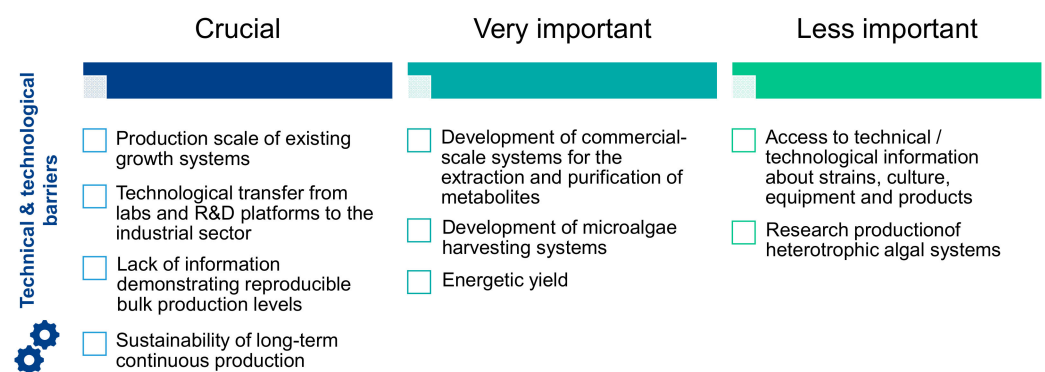 Crucial
Very important
Less important
Technical & technological
barriers
Production scale of existing
growth systems
Technological transfer from
labs and R&D platforms to the
industrial sector
Lack of information
demonstrating reproducible
bulk production levels
Sustainability of long-term
continuous production
Development of commercial-
scale systems for the
extraction and purification of
metabolites
Development of microalgae
harvesting systems
Energetic yield
Access to technical /
technological information
about strains, culture,
equipment and products
Research productionof
heterotrophic algal systems